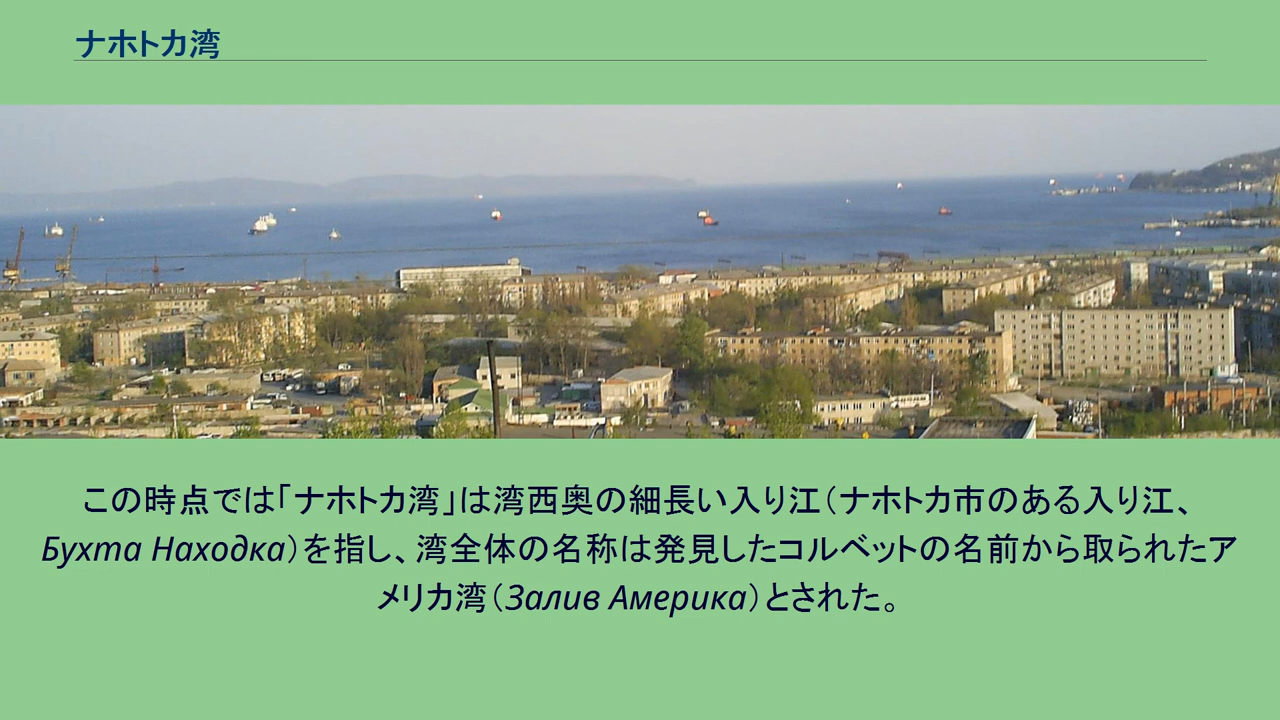 ナホトカ湾
この時点では「ナホトカ湾」は湾西奥の細長い入り江（ナホトカ市のある入り江、
Бухта Находка）を指し、湾全体の名称は発見したコルベットの名前から取られたア
メリカ湾（Залив Америка）とされた。